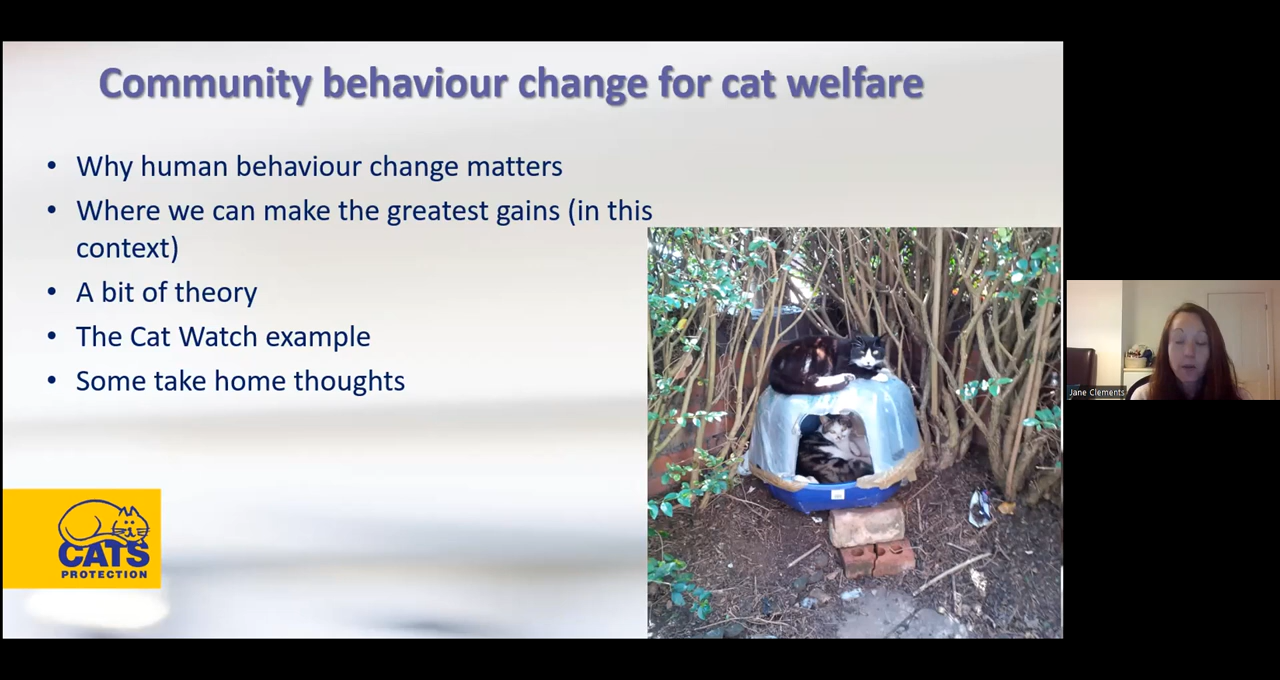 Community behaviour change for cat welfare
• Why human behaviour change matters
• Where we can make the greatest gains (in this
context)
• A bit of theory
• The Cat Watch example
• Some take home thoughts
CATS
PROTECTION
Jane Clements